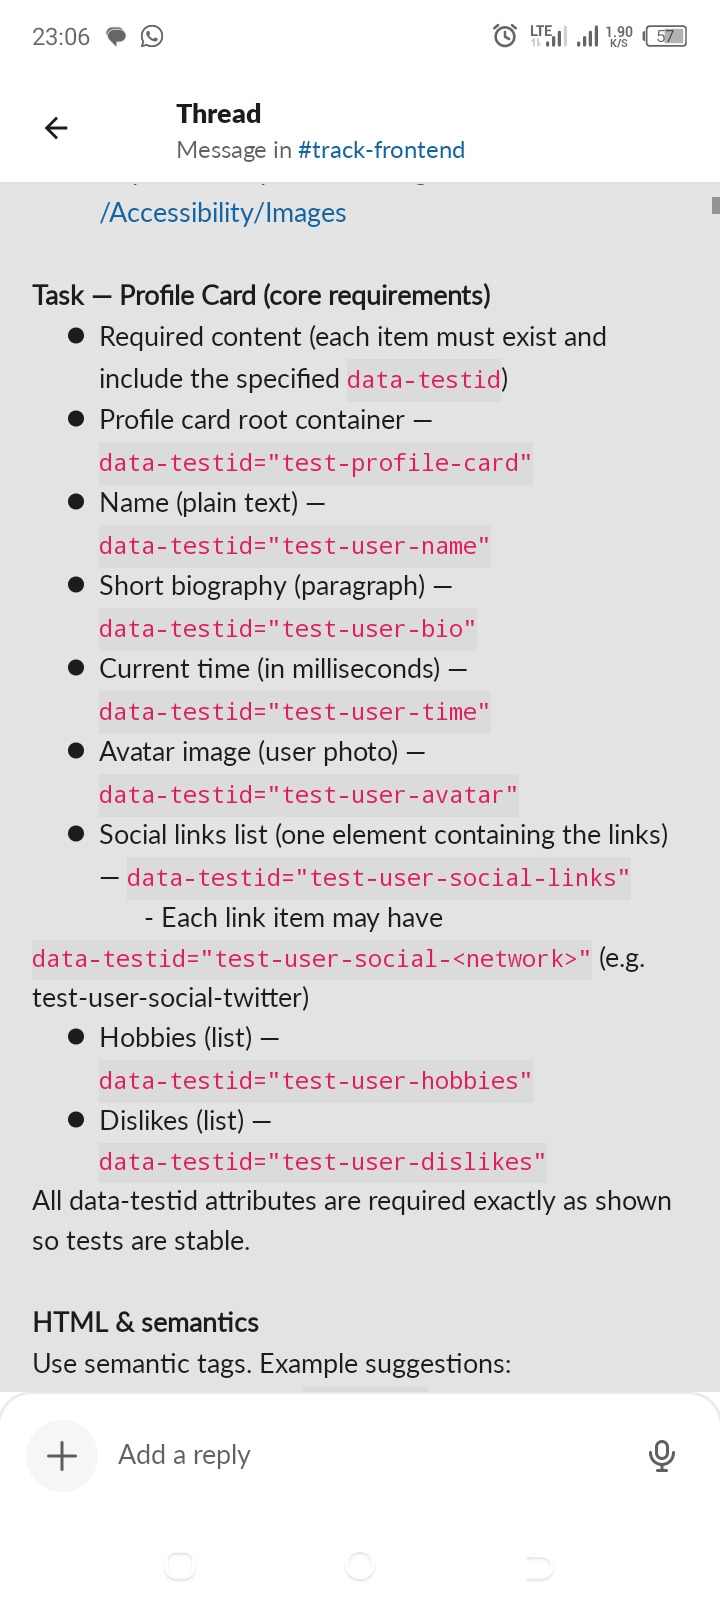 23:06
LTE
1.90
K/S
57
Thread
Message in #track-frontend
/Accessibility/Images
Task — Profile Card (core requirements)
● Required content (each item must exist and
include the specified data-testid)
● Profile card root container —
data-testid="test-profile-card"
● Name (plain text) —
data-testid="test-user-name"
● Short biography (paragraph) —
data-testid="test-user-bio"
● Current time (in milliseconds) —
data-testid="test-user-time"
● Avatar image (user photo) —
data-testid="test-user-avatar"
● Social links list (one element containing the links)
— data-testid="test-user-social-links"
- Each link item may have
data-testid="test-user-social-<network>" (e.g.
test-user-social-twitter)
● Hobbies (list) —
data-testid="test-user-hobbies"
● Dislikes (list) —
data-testid="test-user-dislikes"
All data-testid attributes are required exactly as shown
so tests are stable.
HTML & semantics
Use semantic tags. Example suggestions:
Add a reply